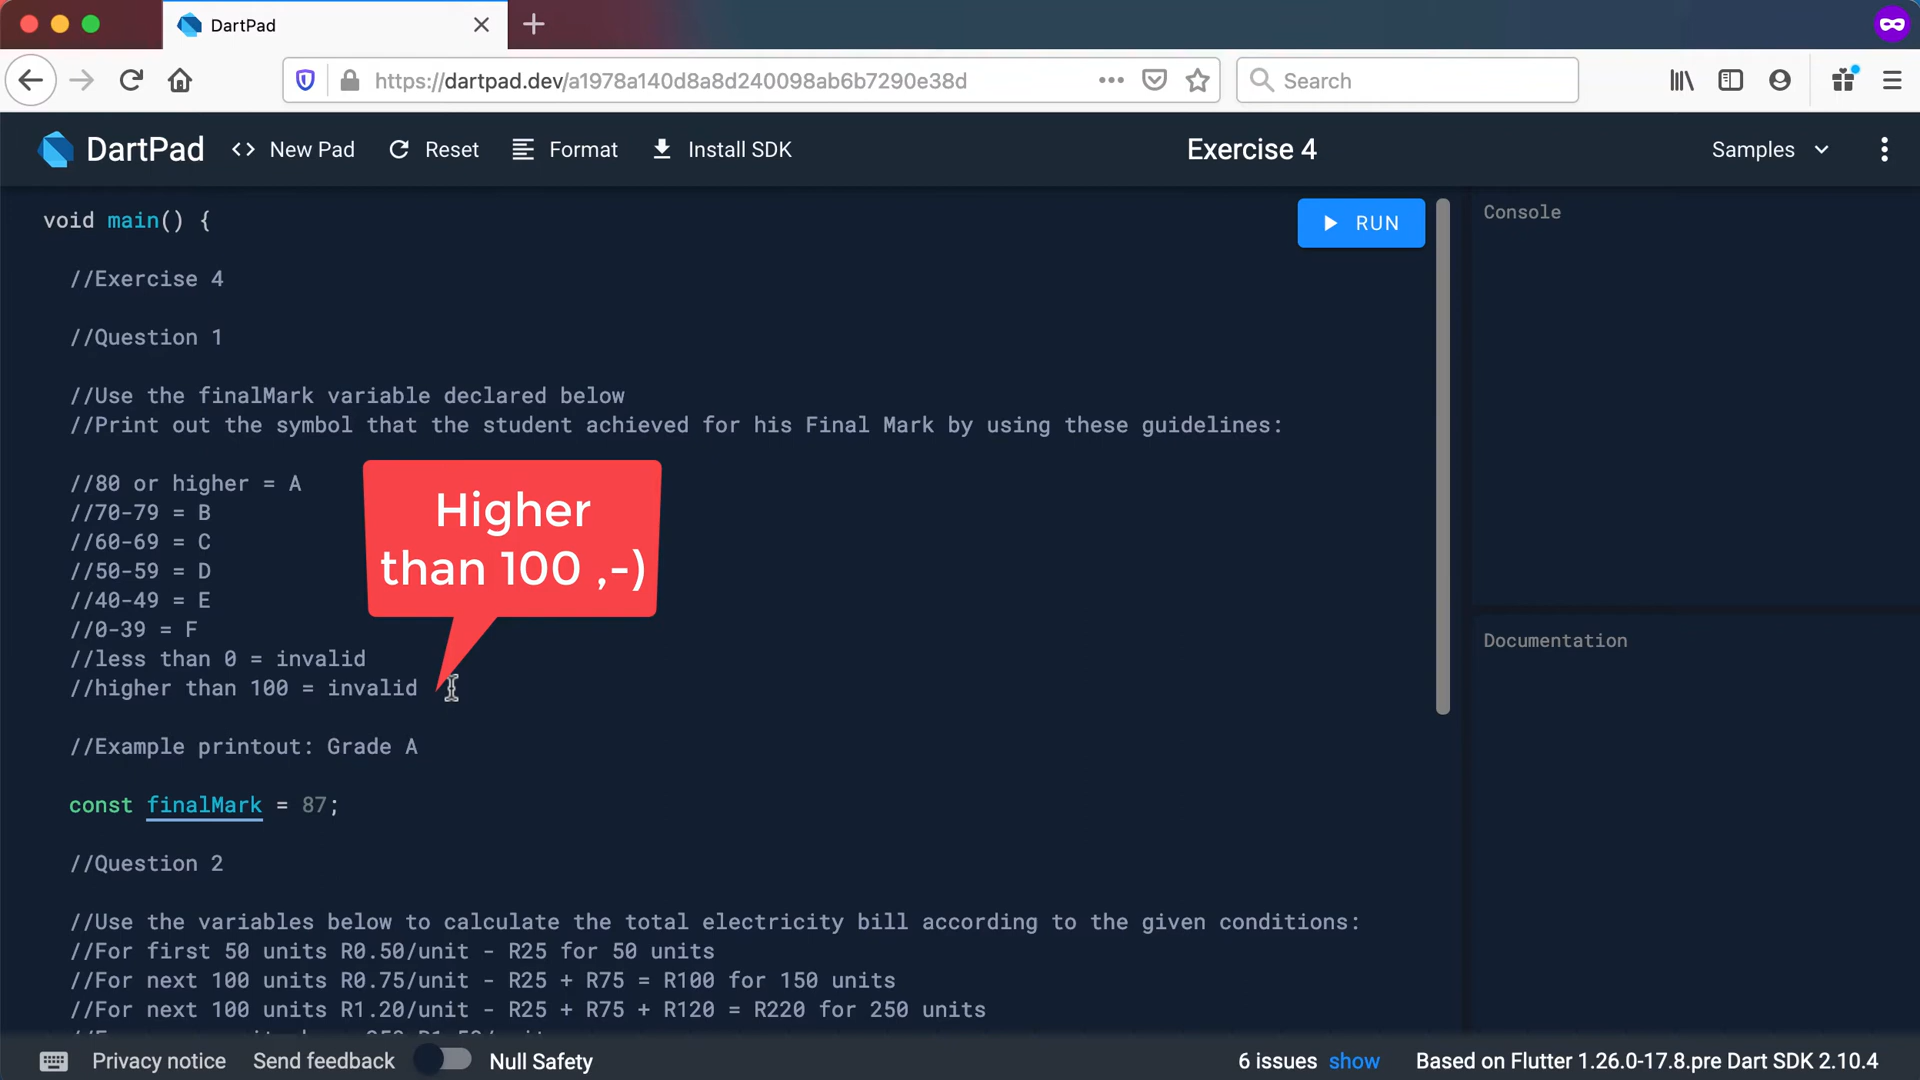 DartPad
https://dartpad.dev/a1978a140d8a8d240098ab6b7290e38d
Search
DartPad
<> New Pad
Reset
Format
Install SDK
Exercise 4
Samples
void main() {
RUN
Console
//Exercise 4
//Question 1
//Use the finalMark variable declared below
//Print out the symbol that the student achieved for his Final Mark by using these guidelines:
//80 or higher = A
//70-79 = B
//60-69 = C
//50-59 = D
//40-49 = E
//0-39 = F
//less than 0 = invalid
//higher than 100 = invalid
Higher
than 100 ,-)
Documentation
//Example printout: Grade A
const finalMark = 87;
//Question 2
//Use the variables below to calculate the total electricity bill according to the given conditions:
//For first 50 units R0.50/unit - R25 for 50 units
//For next 100 units R0.75/unit - R25 + R75 = R100 for 150 units
//For next 100 units R1.20/unit - R25 + R75 + R120 = R220 for 250 units
Privacy notice
Send feedback
Null Safety
6 issues show
Based on Flutter 1.26.0-17.8.pre Dart SDK 2.10.4